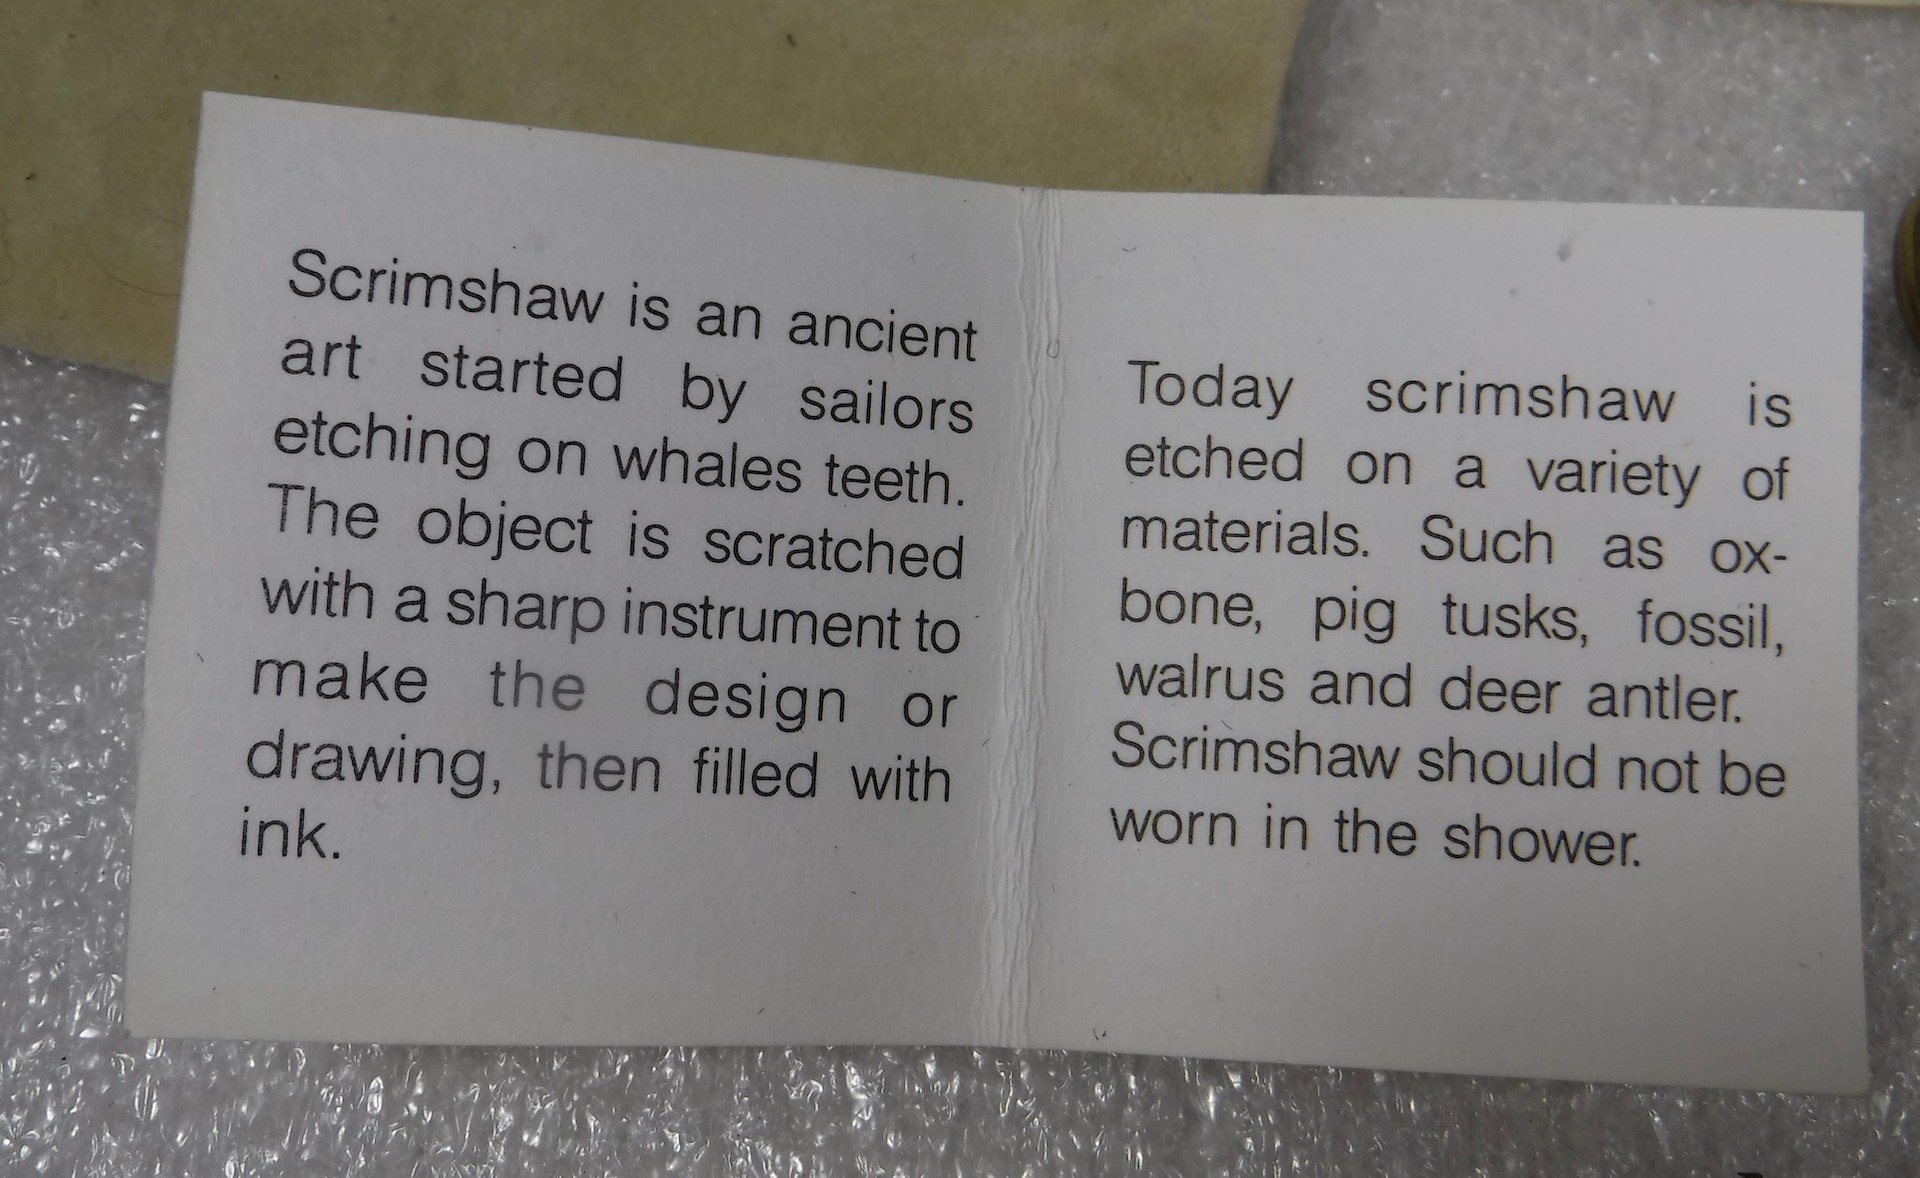 Scrimshaw is an ancient
art started by sailors
etching on whales teeth.
The object is scratched
with a sharp instrument to
make the design or
drawing, then filled with
ink.
Today scrimshaw is
etched on a variety of
materials. Such as ox-
bone, pig tusks, fossil,
walrus and deer antler.
Scrimshaw should not be
worn in the shower.